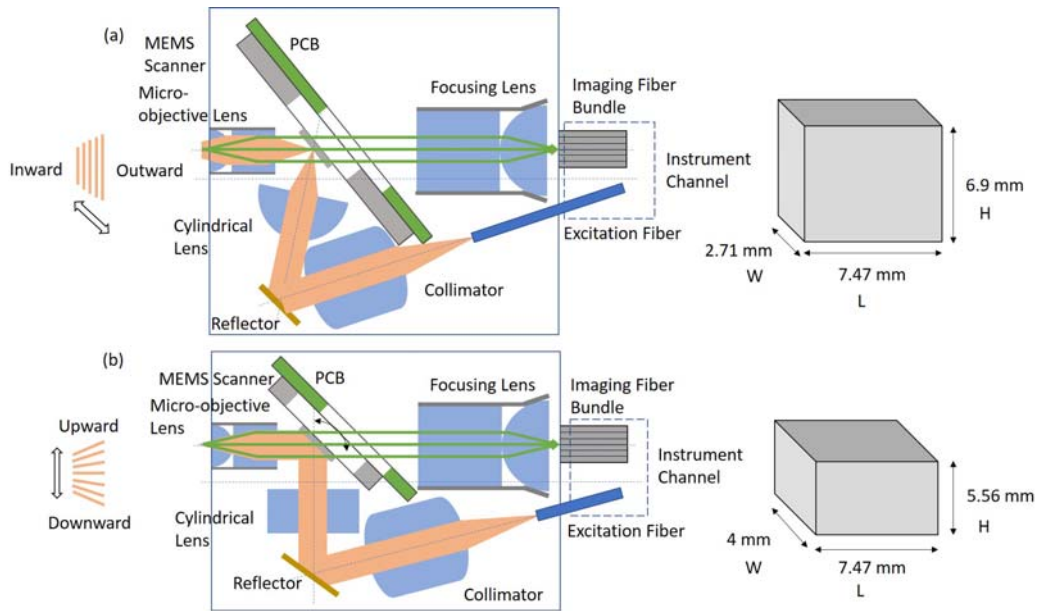 (a)
MEMS
Scanner
PCB
Micro-
objective Lens
Focusing Lens
Imaging Fiber
Bundle
Inward
Outward
Instrument
Channel
Cylindrical
Lens
Excitation Fiber
Collimator
Reflector
6.9 mm
H
2.71 mm
W
7.47 mm
L
(b)
MEMS Scanner
PCB
Micro-objective
Lens
Focusing Lens
Imaging Fiber
Bundle
Upward
Downward
Instrument
Channel
Cylindrical
Lens
Excitation Fiber
Reflector
Collimator
5.56 mm
H
4 mm
W
7.47 mm
L